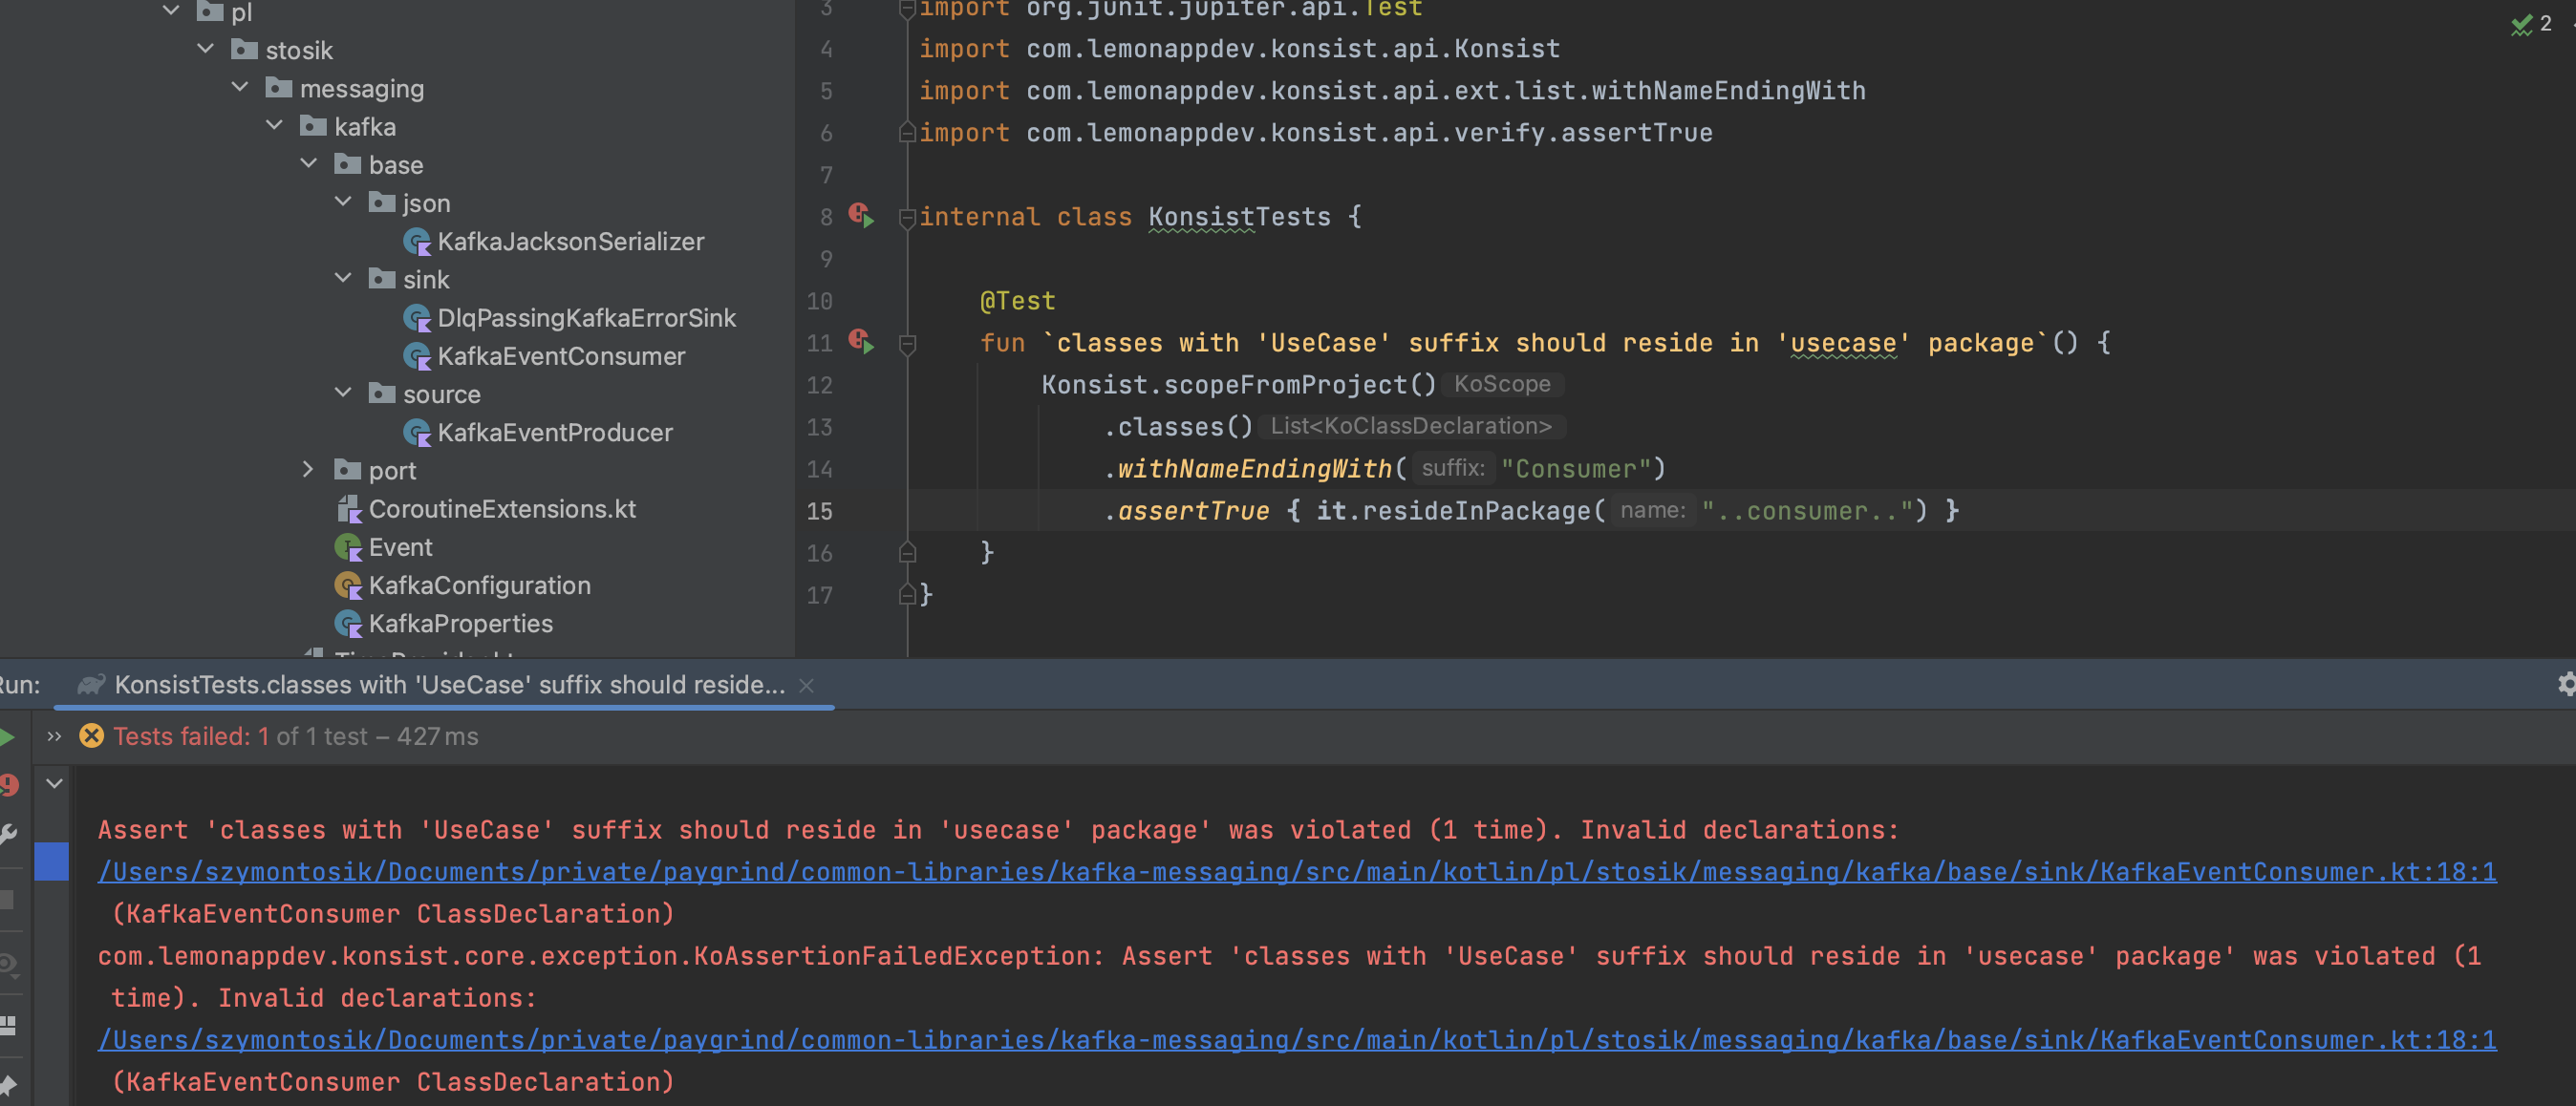 pl
stosik
messaging
kafka
base
json
KafkaJacksonSerializer
sink
DlqPassingKafkaErrorSink
KafkaEventConsumer
source
KafkaEventProducer
port
CoroutineExtensions.kt
Event
KafkaConfiguration
KafkaProperties
3 import org.junit.jupiter.api.Test
4 import com.lemonappdev.konsist.api.Konsist
5 import com.lemonappdev.konsist.api.ext.list.withNameEndingWith
6 import com.lemonappdev.konsist.api.verify.assertTrue
7
8 internal class KonsistTests {
9
10 @Test
11 fun `classes with 'UseCase' suffix should reside in 'usecase' package`() {
12 Konsist.scopeFromProject() KoScope
13 .classes() List<KoClassDeclaration>
14 .withNameEndingWith( suffix: "Consumer")
15 .assertTrue { it.resideInPackage( name: "..consumer..") }
16 }
17 }
2
Run: KonsistTests.classes with 'UseCase' suffix should reside...
Tests failed: 1 of 1 test – 427 ms
Assert 'classes with 'UseCase' suffix should reside in 'usecase' package' was violated (1 time). Invalid declarations:
/Users/szymontosik/Documents/private/paygrind/common-libraries/kafka-messaging/src/main/kotlin/pl/stosik/messaging/kafka/base/sink/KafkaEventConsumer.kt:18:1
(KafkaEventConsumer ClassDeclaration)
com.lemonappdev.konsist.core.exception.KoAssertionFailedException: Assert 'classes with 'UseCase' suffix should reside in 'usecase' package' was violated (1
time). Invalid declarations:
/Users/szymontosik/Documents/private/paygrind/common-libraries/kafka-messaging/src/main/kotlin/pl/stosik/messaging/kafka/base/sink/KafkaEventConsumer.kt:18:1
(KafkaEventConsumer ClassDeclaration)